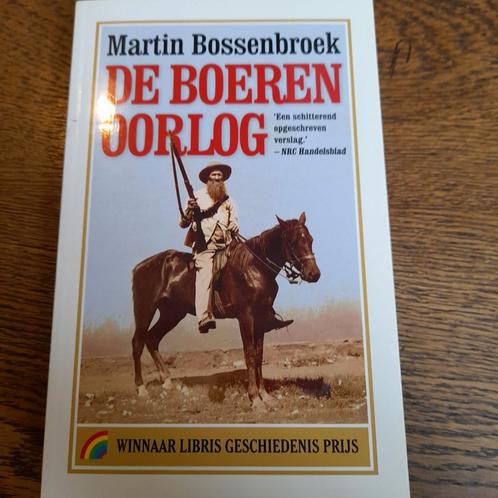 Martin Bossenbroek
DE BOEREN
OORLOG
'Een schitterend
opgeschreven
verslag.'
– NRC Handelsblad
WINNAAR LIBRIS GESCHIEDENIS PRIJS